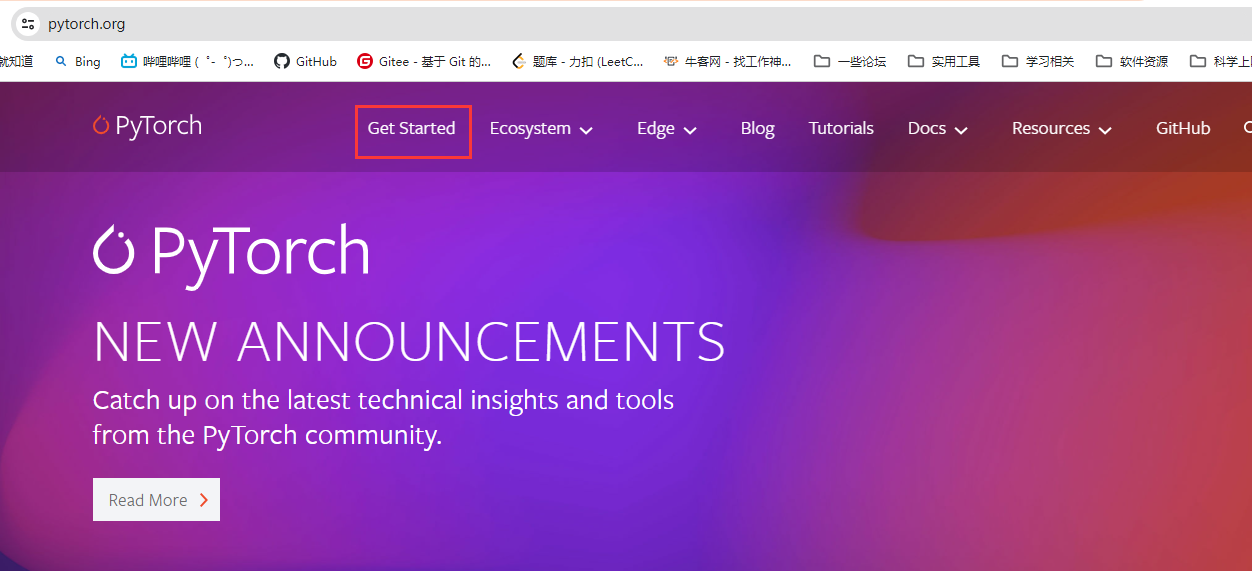 pytorch.org
就知道 Bing 哔哩哔哩 (゜-゜)つ... GitHub Gitee - 基于 Git 的... 题库 - 力扣 (LeetC... 牛客网 - 找工作神... 一些论坛 实用工具 学习相关 软件资源 科学上
PyTorch Get Started Ecosystem Edge Blog Tutorials Docs Resources GitHub
PyTorch
NEW ANNOUNCEMENTS
Catch up on the latest technical insights and tools
from the PyTorch community.
Read More